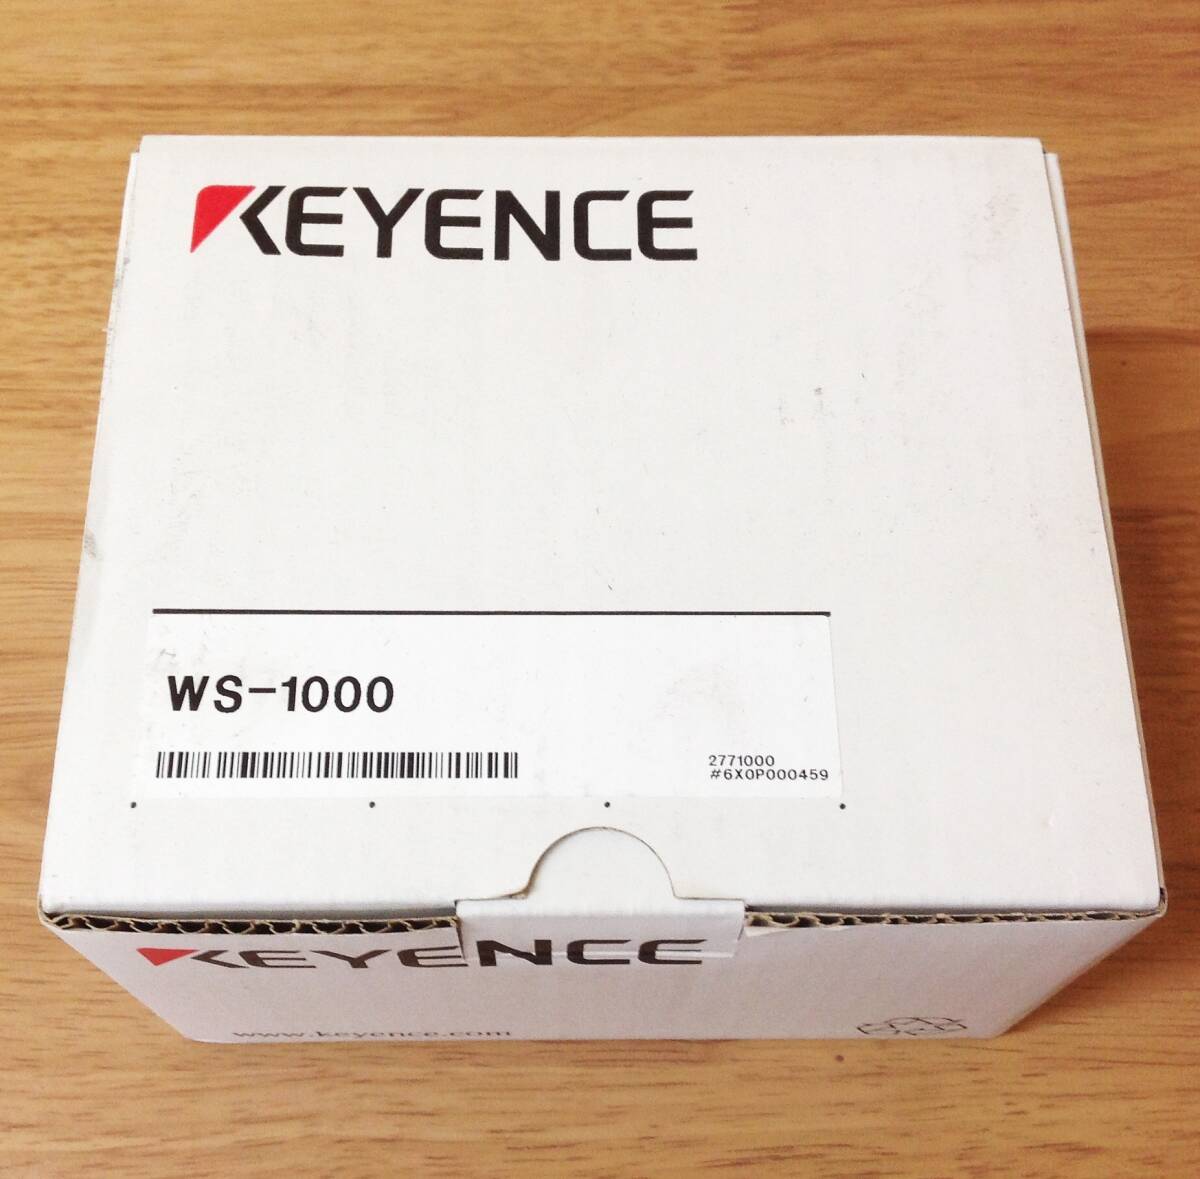 KEYENCE
WS-1000
2771000
#6X0P000459
KEYENCE
www.keyence.com